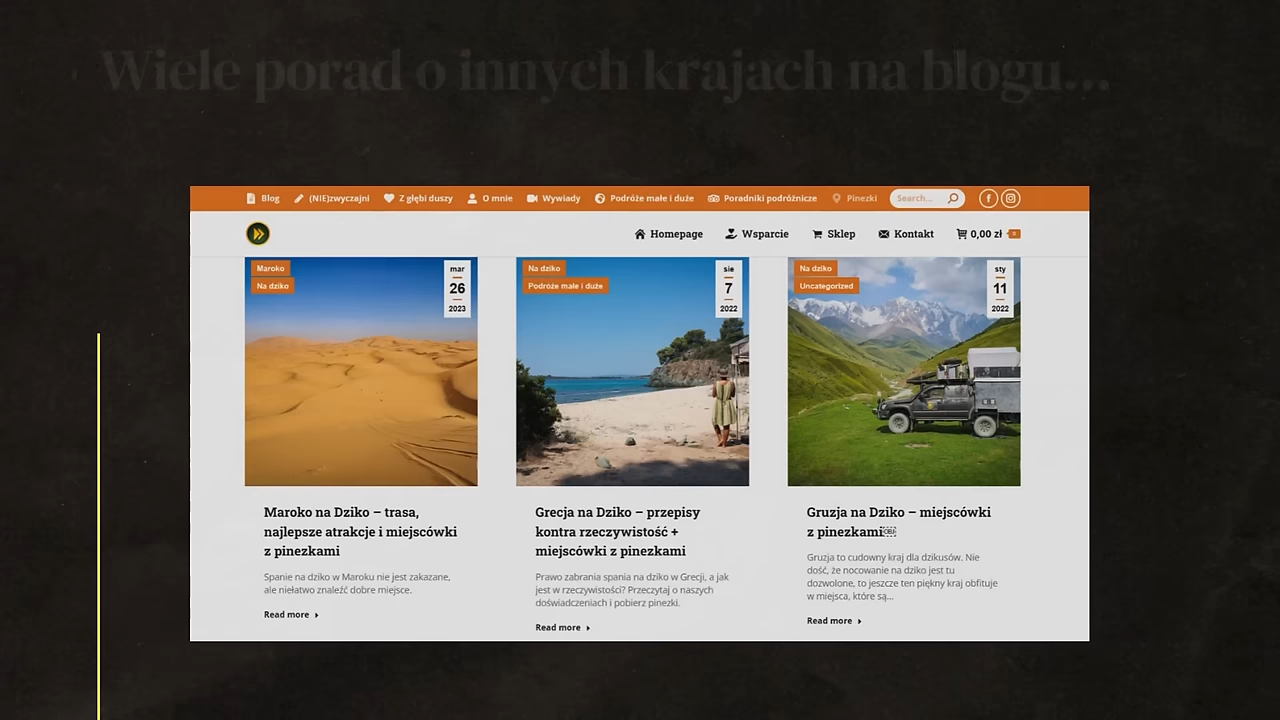 Wiele porad o innych krajach na blogu...
Blog (NIE)zwyczajni Z głębi duszy O mnie Wywiady Podróże małe i duże Poradniki podróżnicze Pinezki Search...
Homepage Wsparcie Sklep Kontakt 0,00 zł 0
Maroko
Na dziko
mar
26
2023
Na dziko
Podróże małe i duże
sie
7
2022
Na dziko
Uncategorized
sty
11
2022
Maroko na Dziko – trasa,
najlepsze atrakcje i miejscówki
z pinezkami
Spanie na dziko w Maroku nie jest zakazane,
ale niełatwo znaleźć dobre miejsce.
Read more
Grecja na Dziko – przepisy
kontra rzeczywistość +
miejscówki z pinezkami
Prawo zabrania spania na dziko w Grecji, a jak
jest w rzeczywistości? Przeczytaj o naszych
doświadczeniach i pobierz pinezki.
Read more
Gruzja na Dziko – miejscówki
z pinezkami
Gruzja to cudowny kraj dla dzikusów. Nie
dość, że nocowanie na dziko jest tu
dozwolone, to jeszcze ten piękny kraj obfituje
w miejsca, które są...
Read more